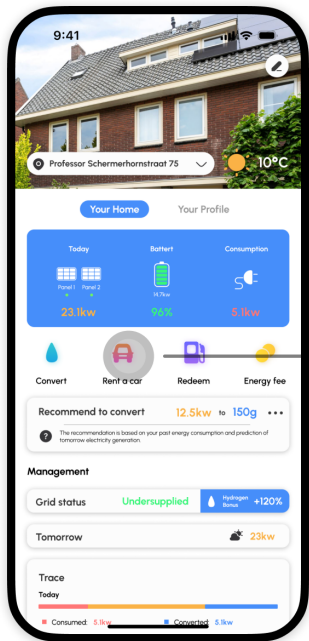 9:41
Professor Schermerhornstraat 75
10°C
Your Home Your Profile
Today Battert Consumption
Panel 1 Panel 2
14.7kw
23.1kw 96% 5.1kw
Convert Rent a car Redeem Energy fee
Recommend to convert 12.5kw to 150g
? The recommendation is based on your past energy consumption and prediction of
tomorrow electricity generation.
Management
Grid status Undersupplied Hydrogen Bonus +120%
Tomorrow 23kw
Trace
Today
Consumed: 5.1kw Converted: 5.1kw